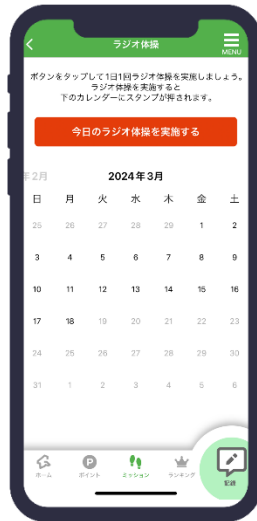 ラジオ体操
MENU
ボタンをタップして1日1回ラジオ体操を実施しましょう。
ラジオ体操を実施すると
下のカレンダーにスタンプが押されます。
今日のラジオ体操を実施する
年2月 2024年3月
日 月 火 水 木 金 土
25 26 27 28 29 1 2
3 4 5 6 7 8 9
10 11 12 13 14 15 16
17 18 19 20 21 22 23
24 25 26 27 28 29 30
31 1 2 3 4 5 6
ホーム ポイント ミッション ランキング 記録